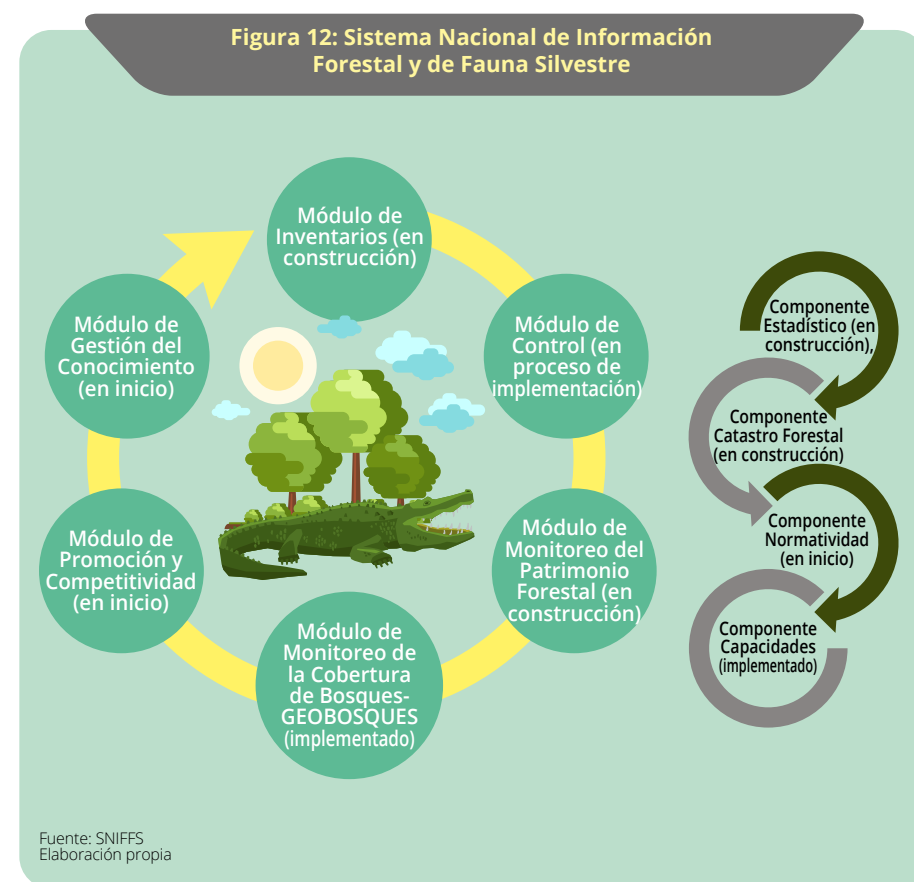 Figura 12: Sistema Nacional de Información
Forestal y de Fauna Silvestre
Módulo de
Inventarios (en
construcción)
Módulo de
Control (en
proceso de
implementación)
Módulo de
Monitoreo del
Patrimonio
Forestal (en
construcción)
Módulo de
Monitoreo de
la Cobertura
de Bosques-
GEOBOSQUES
(implementado)
Módulo de
Promoción y
Competitividad
(en inicio)
Módulo de
Gestión del
Conocimiento
(en inicio)
Componente
Estadístico (en
construcción),
Componente
Catastro Forestal
(en construcción)
Componente
Normatividad
(en inicio)
Componente
Capacidades
(implementado)
Fuente: SNIFFS
Elaboración propia